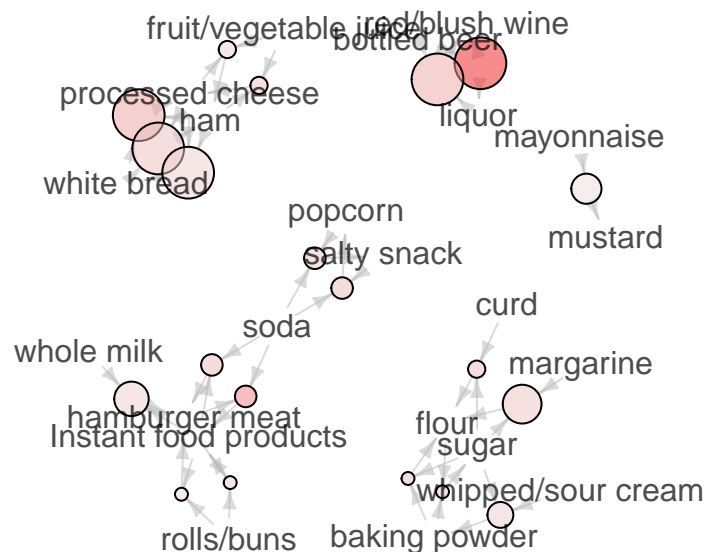 red/blush wine
fruit/vegetable juice
bottled beer
processed cheese
liquor
ham
mayonnaise
white bread
popcorn
mustard
salty snack
curd
soda
whole milk
margarine
hamburger meat
flour
Instant food products
sugar
whipped/sour cream
rolls/buns
baking powder